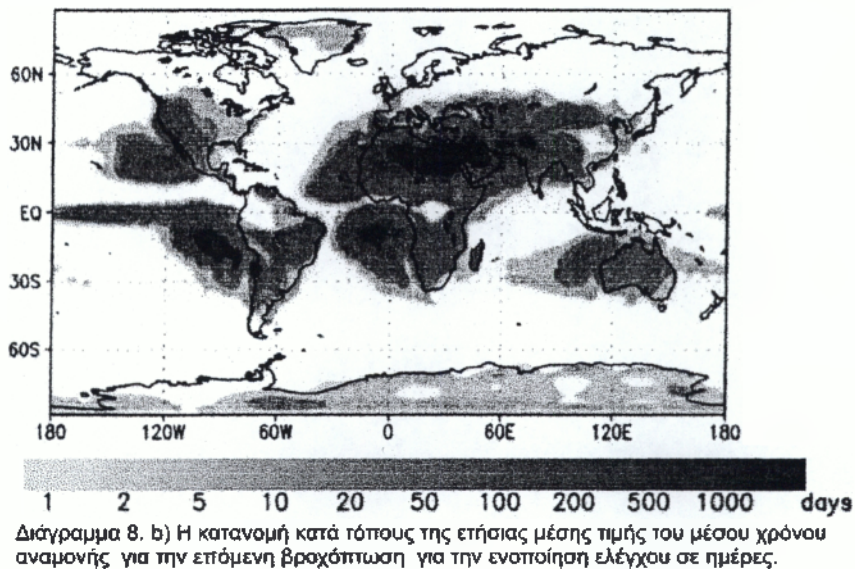 60N
30N
EQ
30S
60S
180 120W 60W 0 60E 120E 180
1 2 5 10 20 50 100 200 500 1000 days
Διάγραμμα 8. b) Η κατανομή κατά τόπους της ετήσιας μέσης τιμής του μέσου χρόνου
αναμονής για την επόμενη βροχόπτωση για την ενοποίηση ελέγχου σε ημέρες.